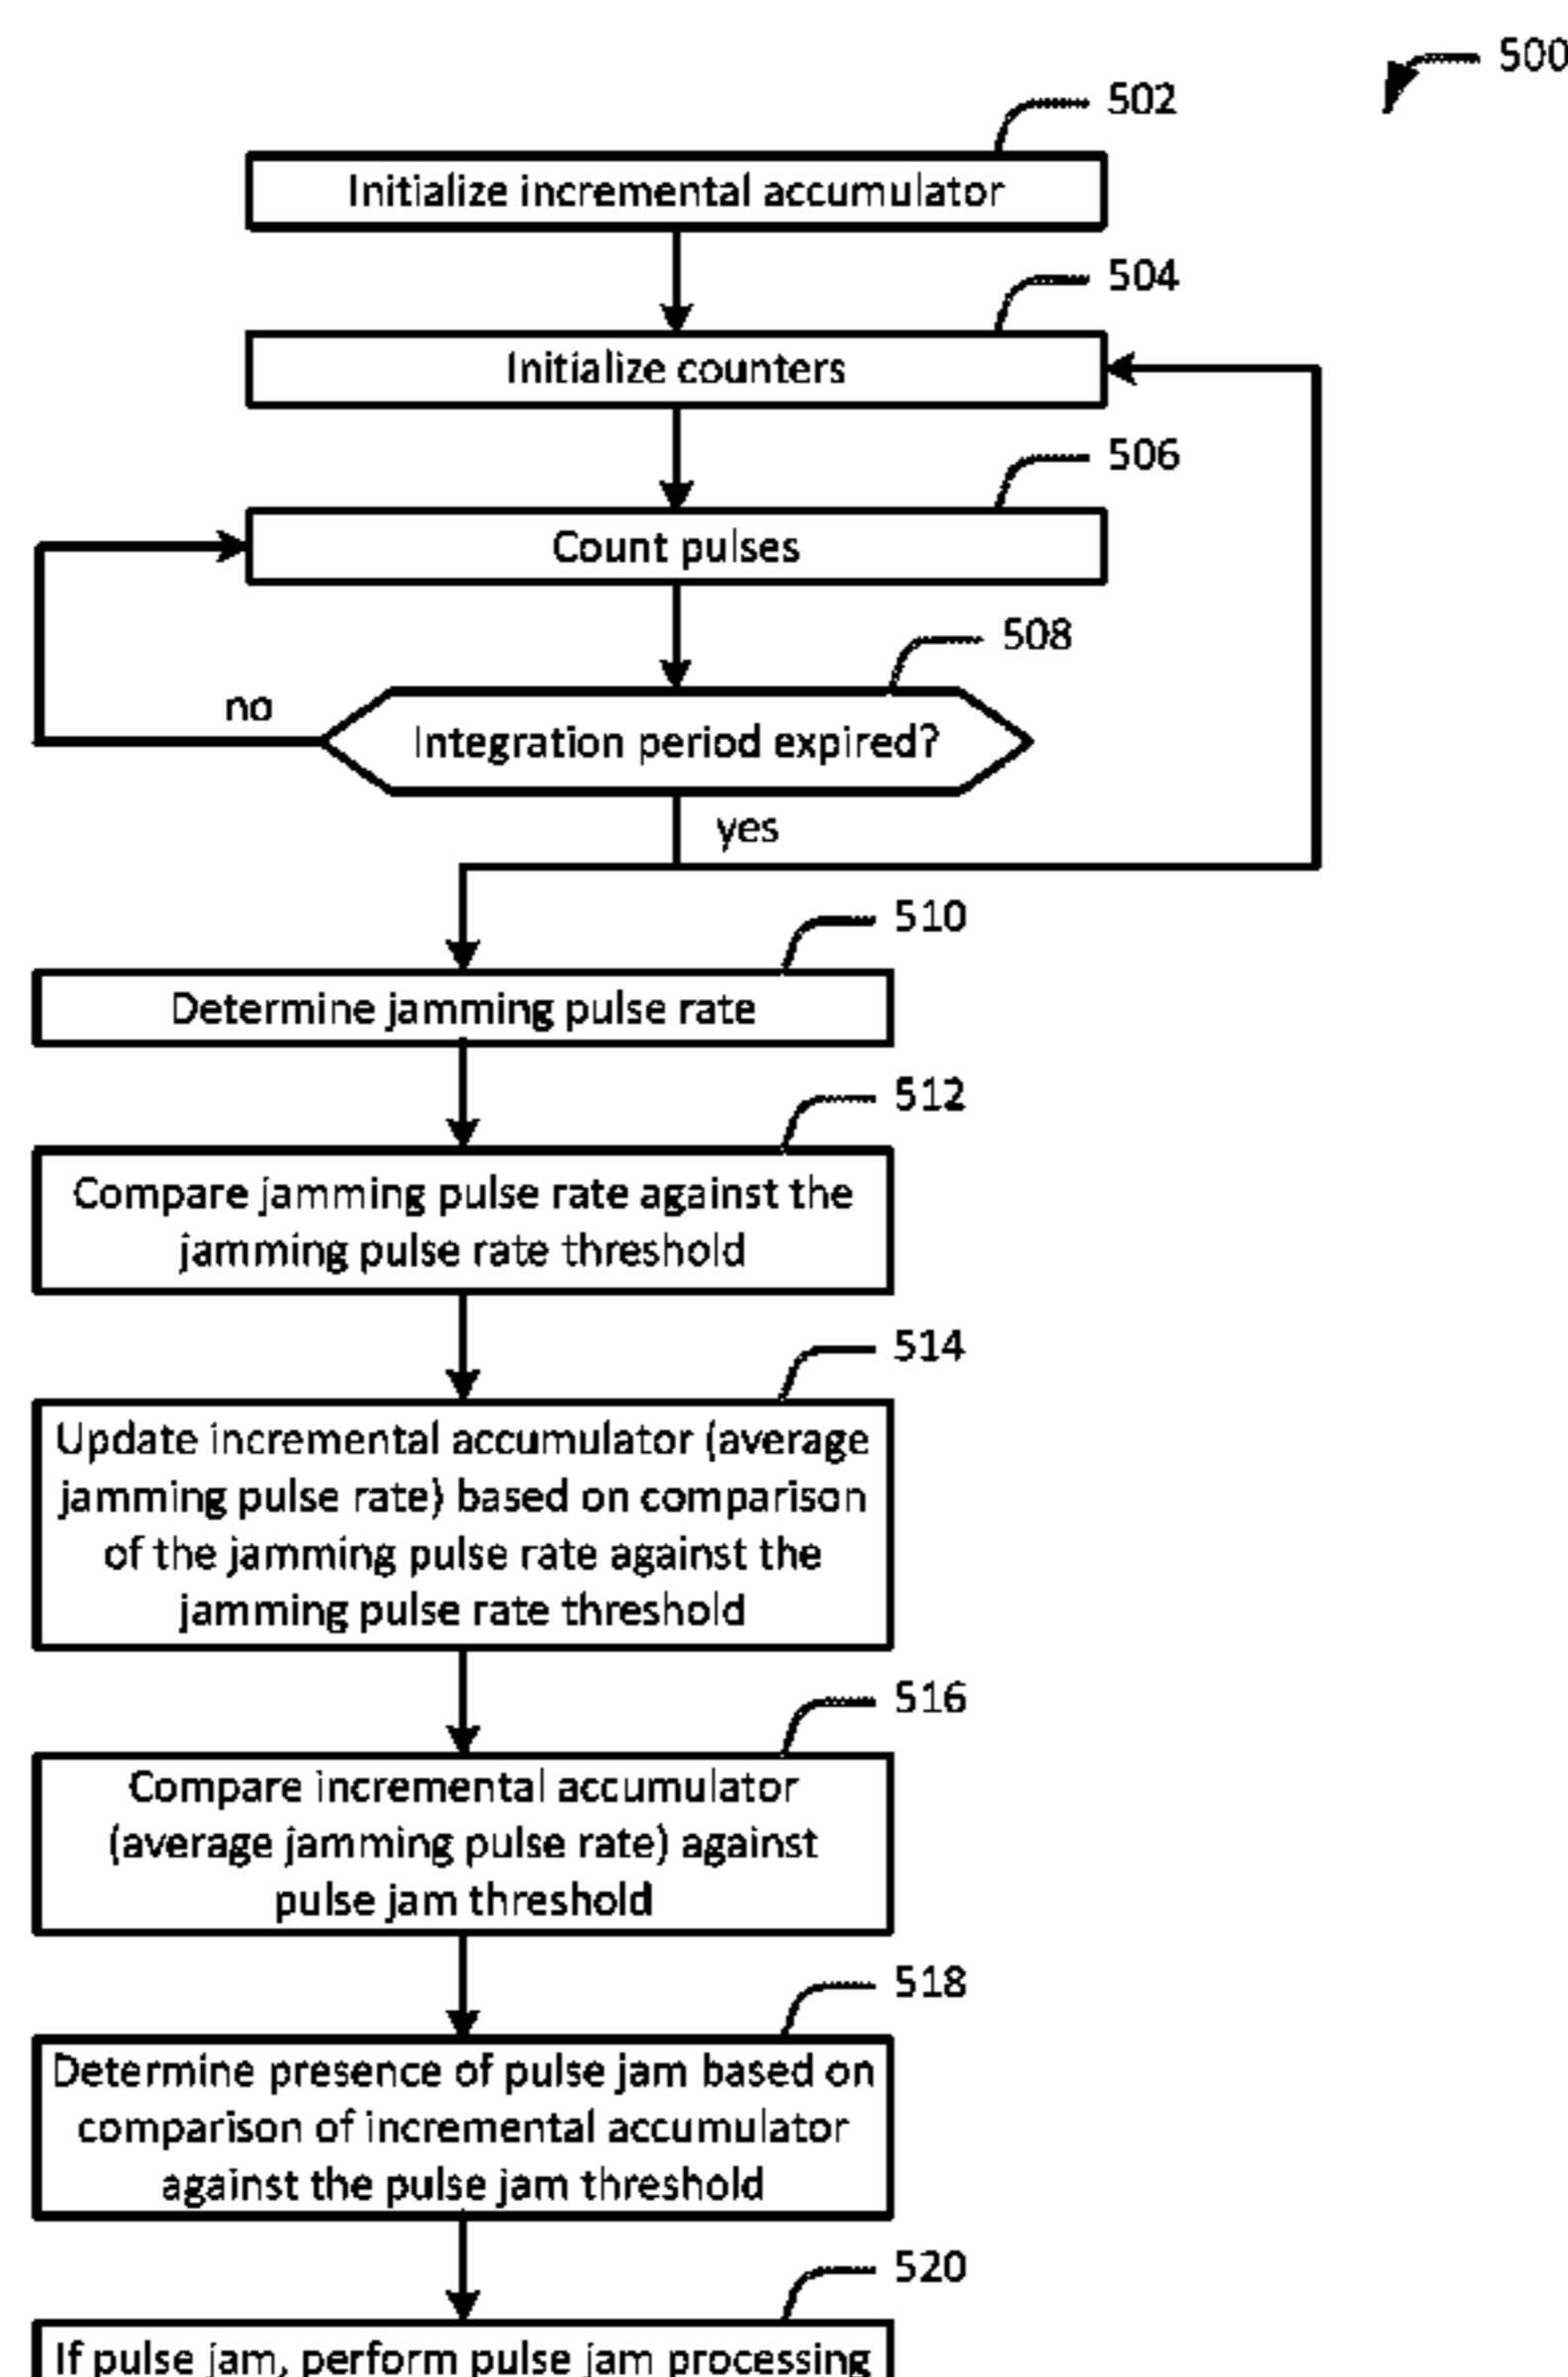 500
502
Initialize incremental accumulator
504
Initialize counters
506
Count pulses
508
no
Integration period expired?
yes
510
Determine jamming pulse rate
512
Compare jamming pulse rate against the
jamming pulse rate threshold
514
Update incremental accumulator (average
jamming pulse rate) based on comparison
of the jamming pulse rate against the
jamming pulse rate threshold
516
Compare incremental accumulator
(average jamming pulse rate) against
pulse jam threshold
518
Determine presence of pulse jam based on
comparison of incremental accumulator
against the pulse jam threshold
520
If pulse jam, perform pulse jam processing